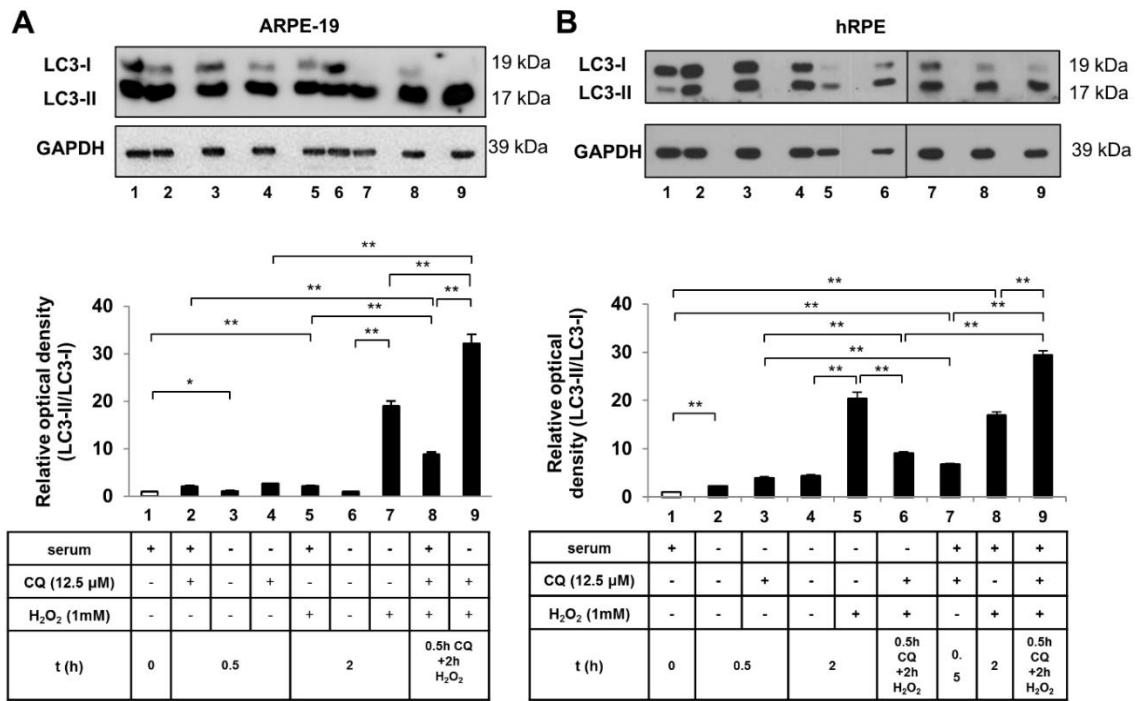 A
ARPE-19
LC3-I
19 kDa
LC3-II
17 kDa
GAPDH
39 kDa
1 2 3 4 5 6 7 8 9
Relative optical density
(LC3-II/LC3-I)
40
30
20
10
0
*
**
**
**
**
**
**
**
1 2 3 4 5 6 7 8 9
serum + + - - + - - + -
CQ (12.5 µM) - + - + - - - + +
H₂O₂ (1mM) - - - - + - + + +
t (h) 0 0.5 2 0.5h CQ
+2h
H₂O₂
B
hRPE
LC3-I
19 kDa
LC3-II
17 kDa
GAPDH
39 kDa
1 2 3 4 5 6 7 8 9
Relative optical
density (LC3-II/LC3-I)
40
30
20
10
0
**
**
**
**
**
**
**
**
**
**
1 2 3 4 5 6 7 8 9
serum + - - - - - + + +
CQ (12.5 µM) - - + - - + + - +
H₂O₂ (1mM) - - - - + + - + +
t (h) 0 0.5 2 0.5h
CQ
+2h
H₂O₂
0.
5
2
0.5h
CQ
+2h
H₂O₂